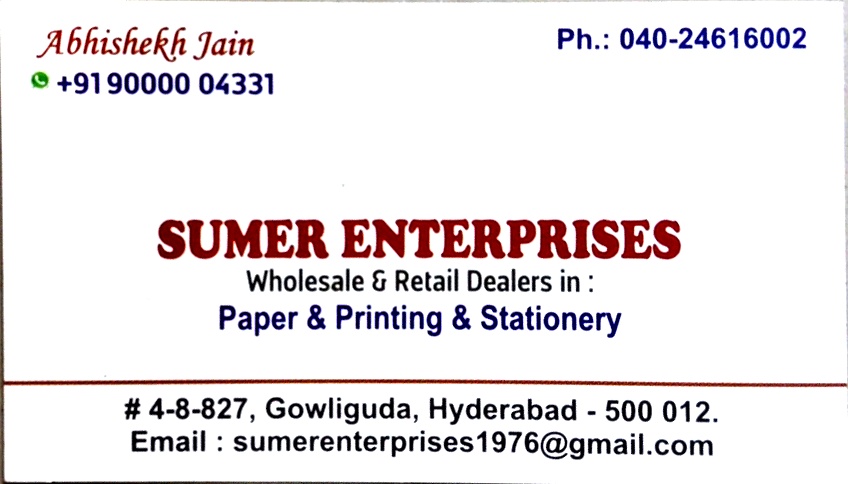 Abhishekh Jain
+91 90000 04331
Ph.: 040-24616002
SUMER ENTERPRISES
Wholesale & Retail Dealers in :
Paper & Printing & Stationery
# 4-8-827, Gowliguda, Hyderabad - 500 012.
Email : sumerenterprises1976@gmail.com